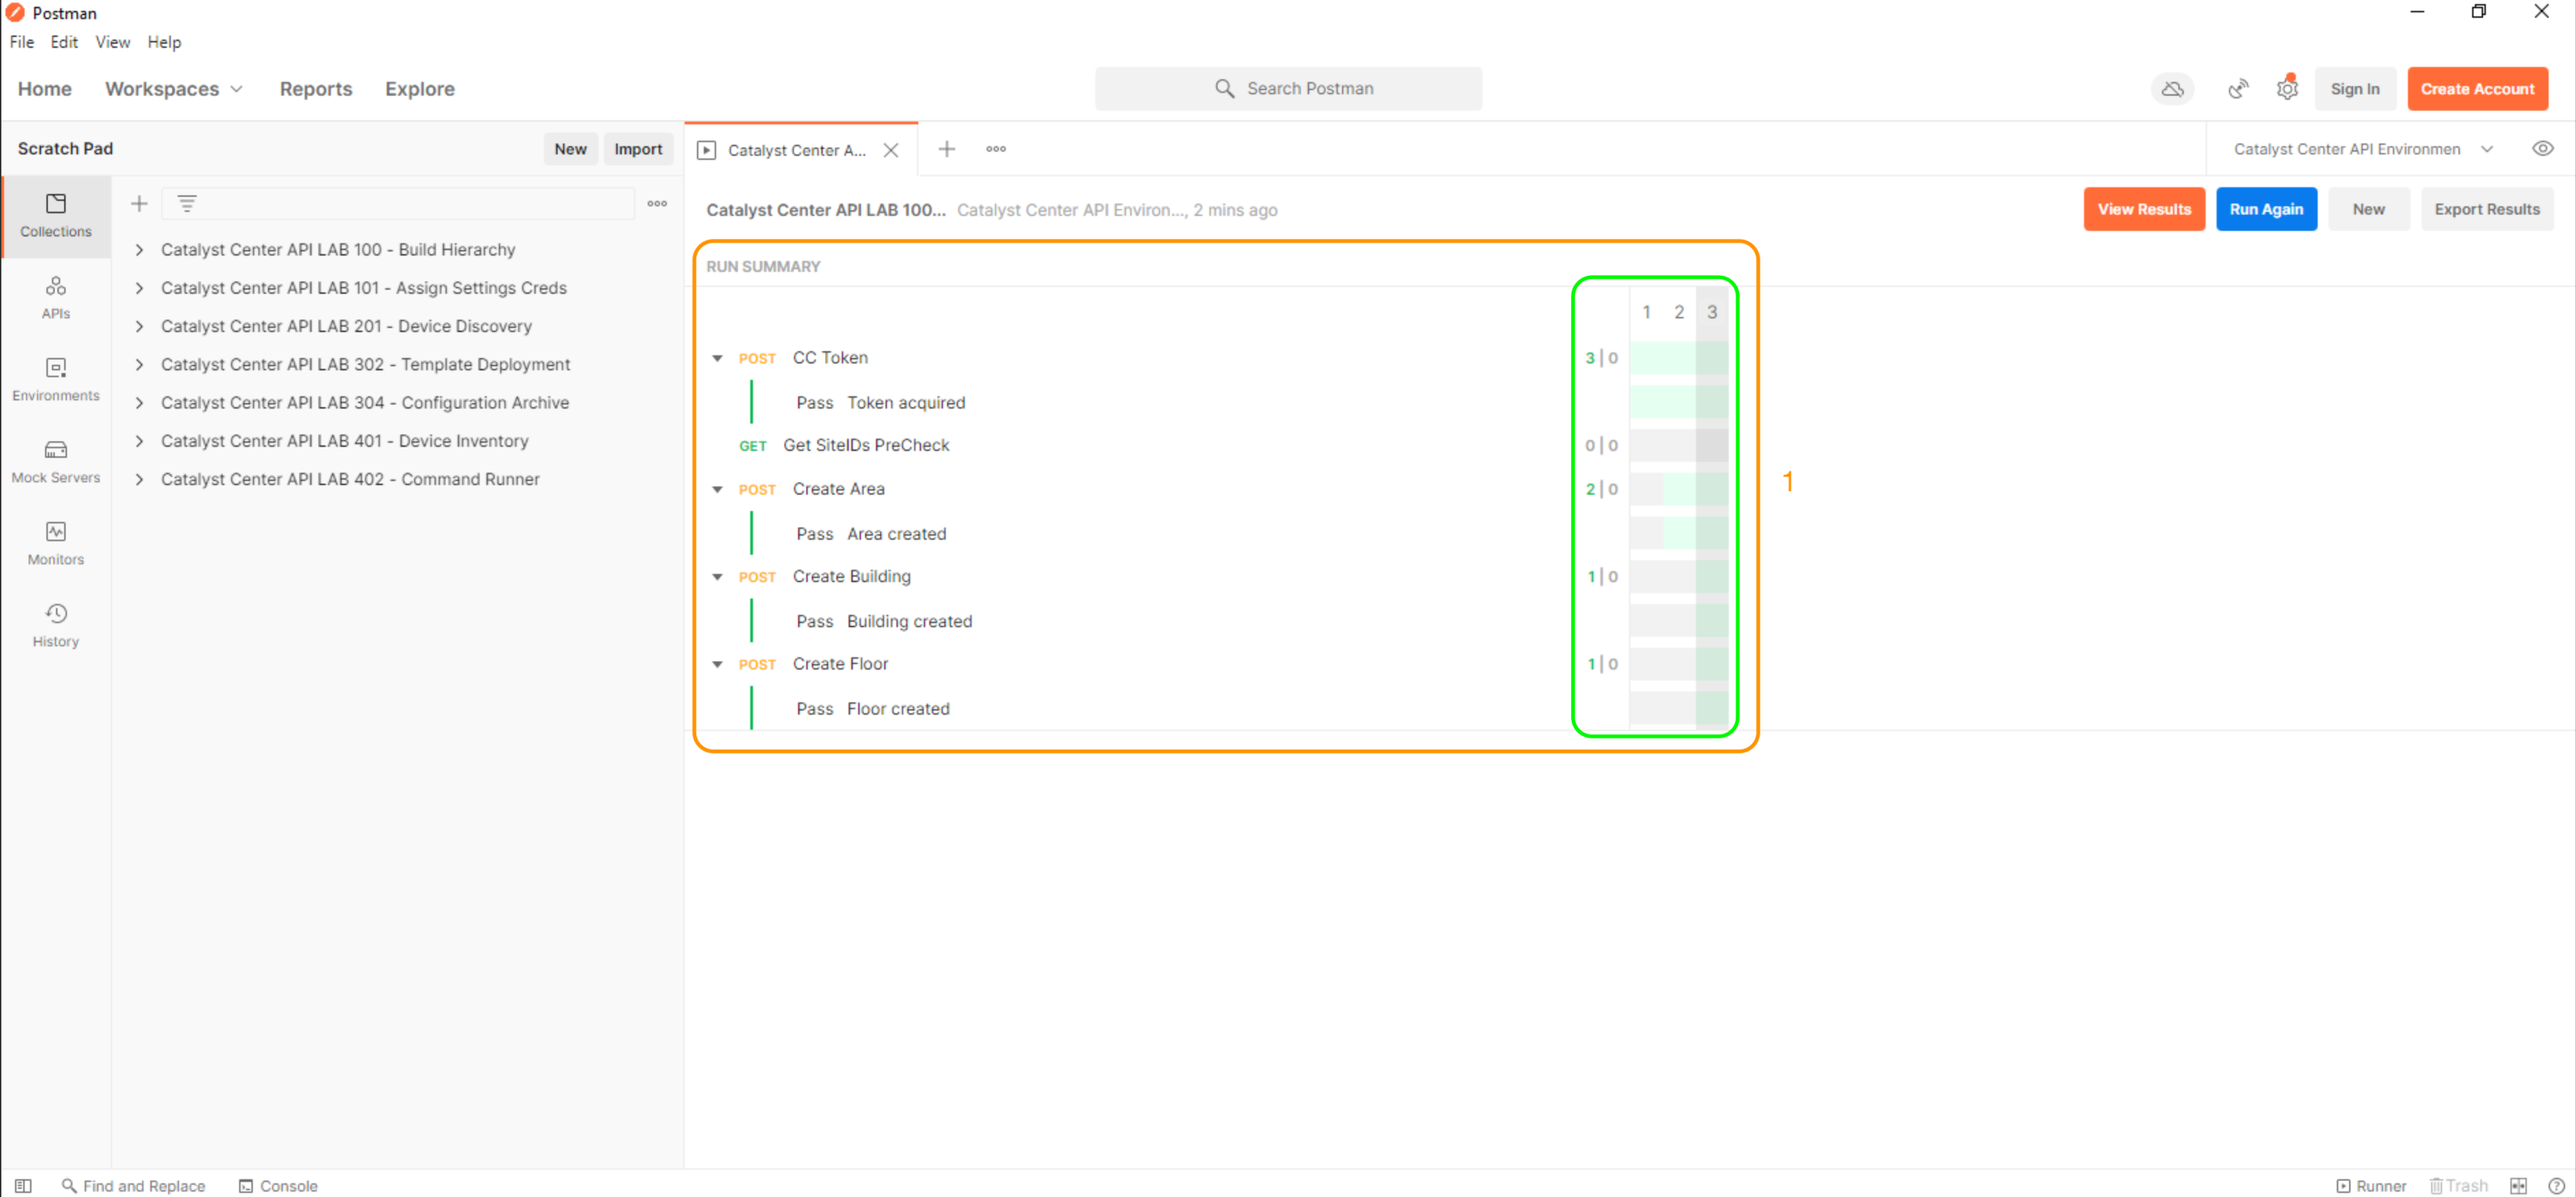 Postman
File Edit View Help
Home Workspaces Reports Explore
Search Postman
Sign In Create Account
Scratch Pad New Import
Catalyst Center A...
Catalyst Center API Environmen
Collections
APIs
Environments
Mock Servers
Monitors
History
Catalyst Center API LAB 100 - Build Hierarchy
Catalyst Center API LAB 101 - Assign Settings Creds
Catalyst Center API LAB 201 - Device Discovery
Catalyst Center API LAB 302 - Template Deployment
Catalyst Center API LAB 304 - Configuration Archive
Catalyst Center API LAB 401 - Device Inventory
Catalyst Center API LAB 402 - Command Runner
Catalyst Center API LAB 100... Catalyst Center API Environ..., 2 mins ago
View Results Run Again New Export Results
RUN SUMMARY
1 2 3
POST CC Token 3|0
Pass Token acquired
GET Get SiteIDs PreCheck 0|0
POST Create Area 2|0
Pass Area created
POST Create Building 1|0
Pass Building created
POST Create Floor 1|0
Pass Floor created
1
Find and Replace Console
Runner Trash